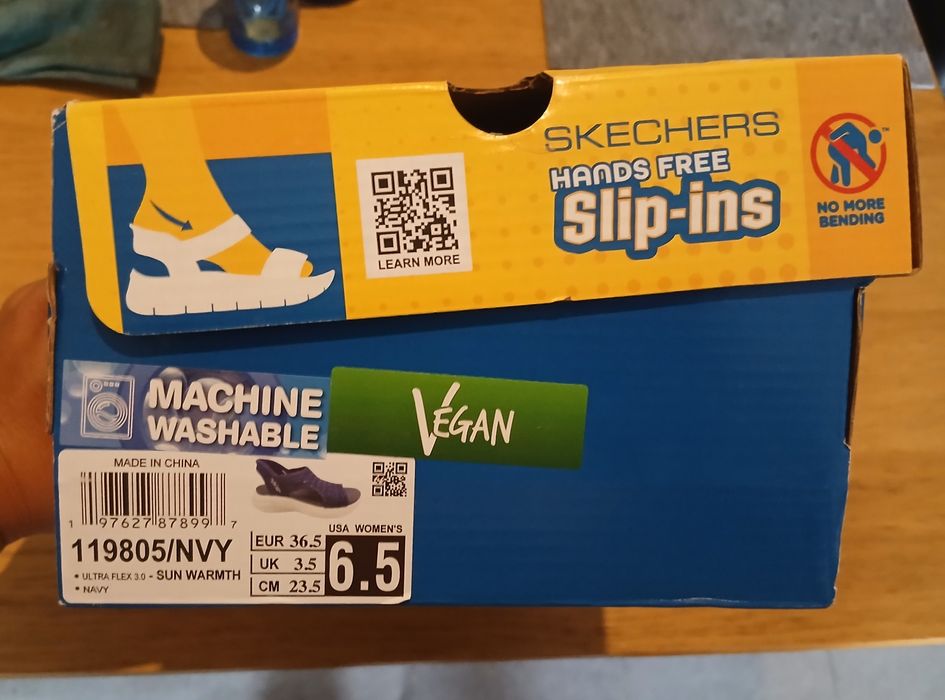 SKECHERS
HANDS FREE
Slip-ins
™
NO MORE
BENDING
LEARN MORE
MACHINE
WASHABLE
VEGAN
MADE IN CHINA
1 97627 87899 7
119805/NVY
• ULTRA FLEX 3.0 - SUN WARMTH
• NAVY
USA WOMEN'S
6.5
EUR 36.5
UK 3.5
CM 23.5